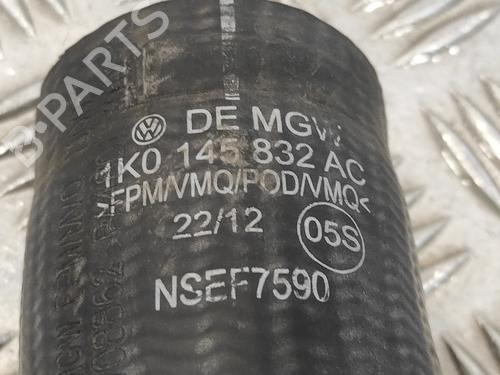 B-PARTS
DE MGW
1K0 145 832 AC
>FPM/VMQ/POD/VMQ<
22/12
05S
NSEF7590